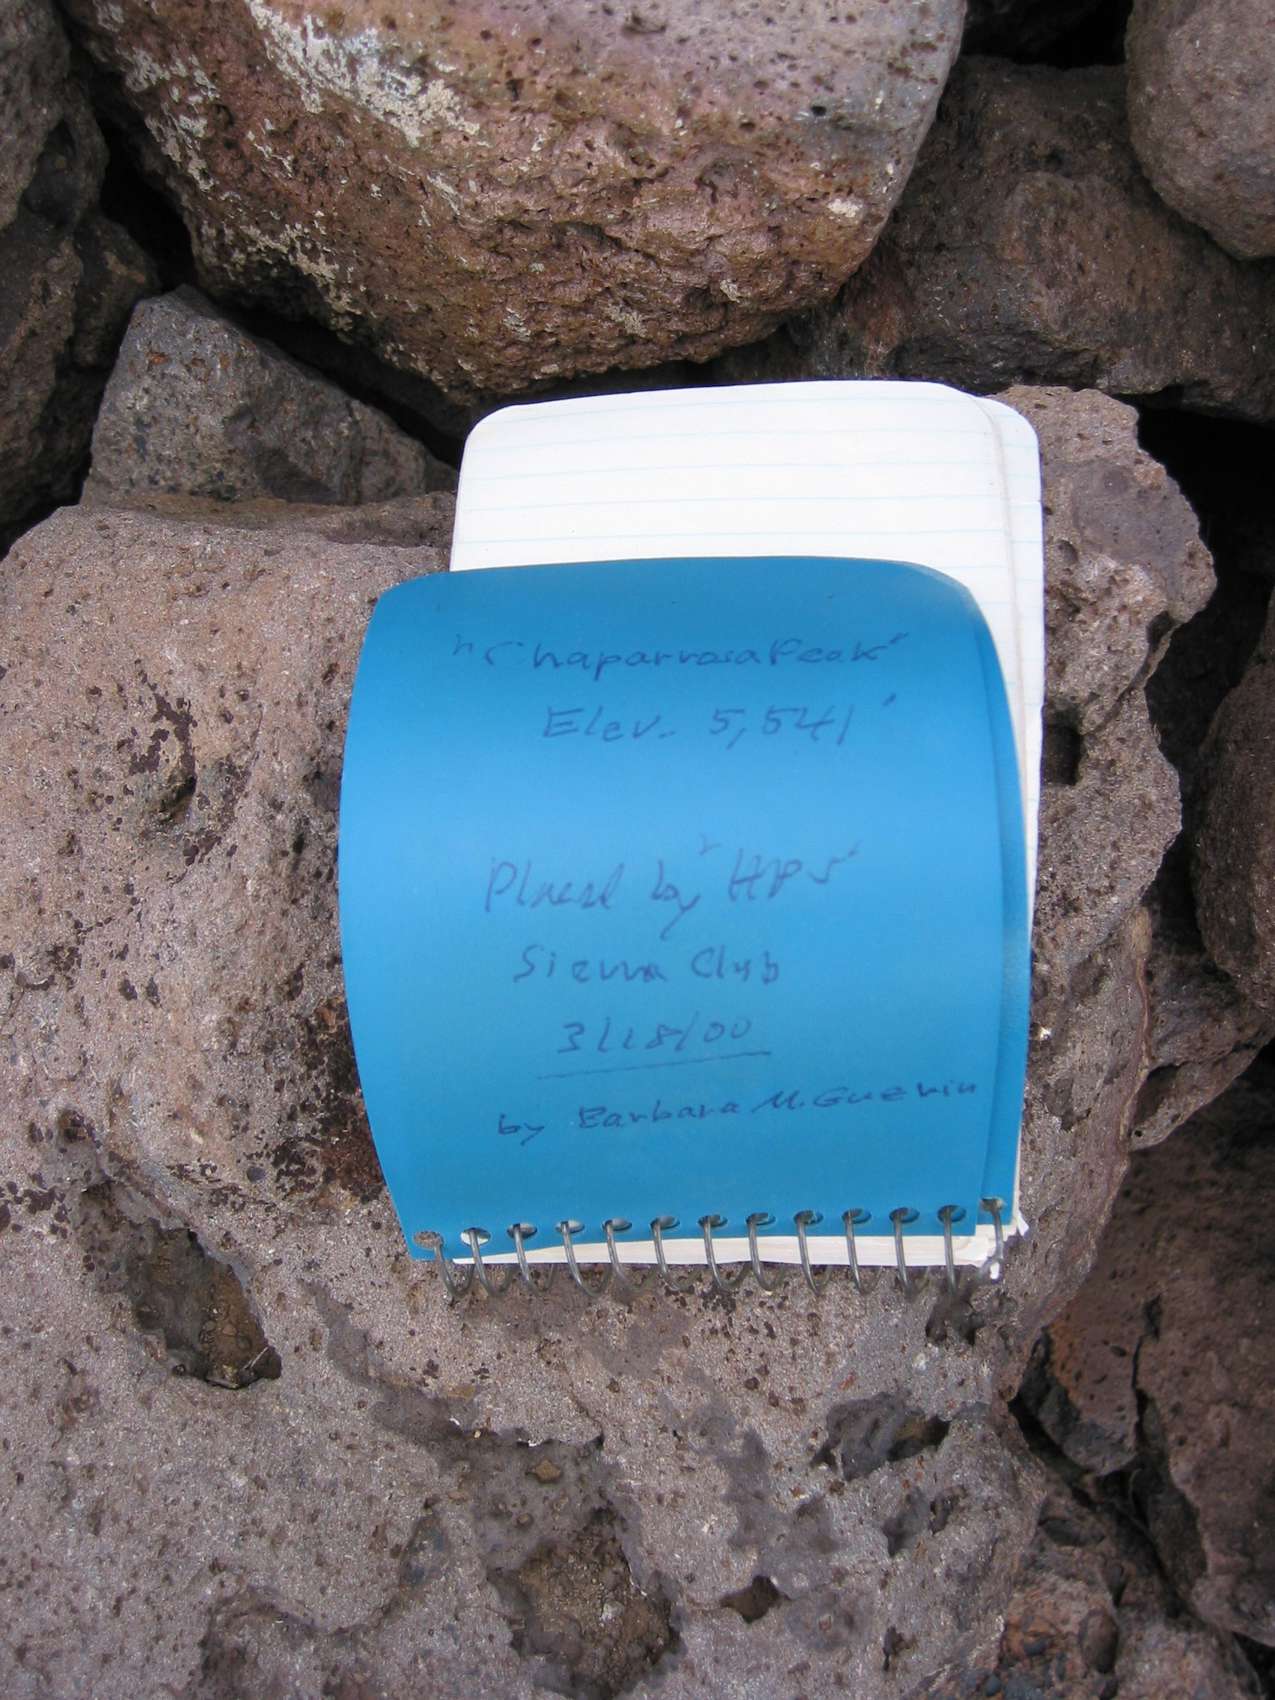 "Chaparrosa Peak"
Elev. 5,541'
Placed by "HPS"
Sierra Club
3/18/00
by Barbara M. Guerin